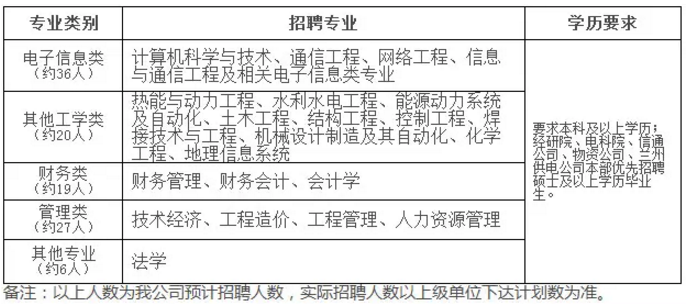 专业类别 招聘专业 学历要求
电子信息类
(约36人)
计算机科学与技术、通信工程、网络工程、信息
与通信工程及相关电子信息类专业
其他工学类
(约20人)
热能与动力工程、水利水电工程、能源动力系统
及自动化、土木工程、结构工程、控制工程、焊
接技术与工程、机械设计制造及其自动化、化学
工程、地理信息系统
财务类
(约19人)
财务管理、财务会计、会计学
管理类
(约27人)
技术经济、工程造价、工程管理、人力资源管理
其他专业
(约6人)
法学
要求本科及以上学历；
经研院、电科院、信通
公司、物资公司、兰州
供电公司本部优先招聘
硕士及以上学历毕业
生。
备注：以上人数为我公司预计招聘人数，实际招聘人数以上级单位下达计划数为准。